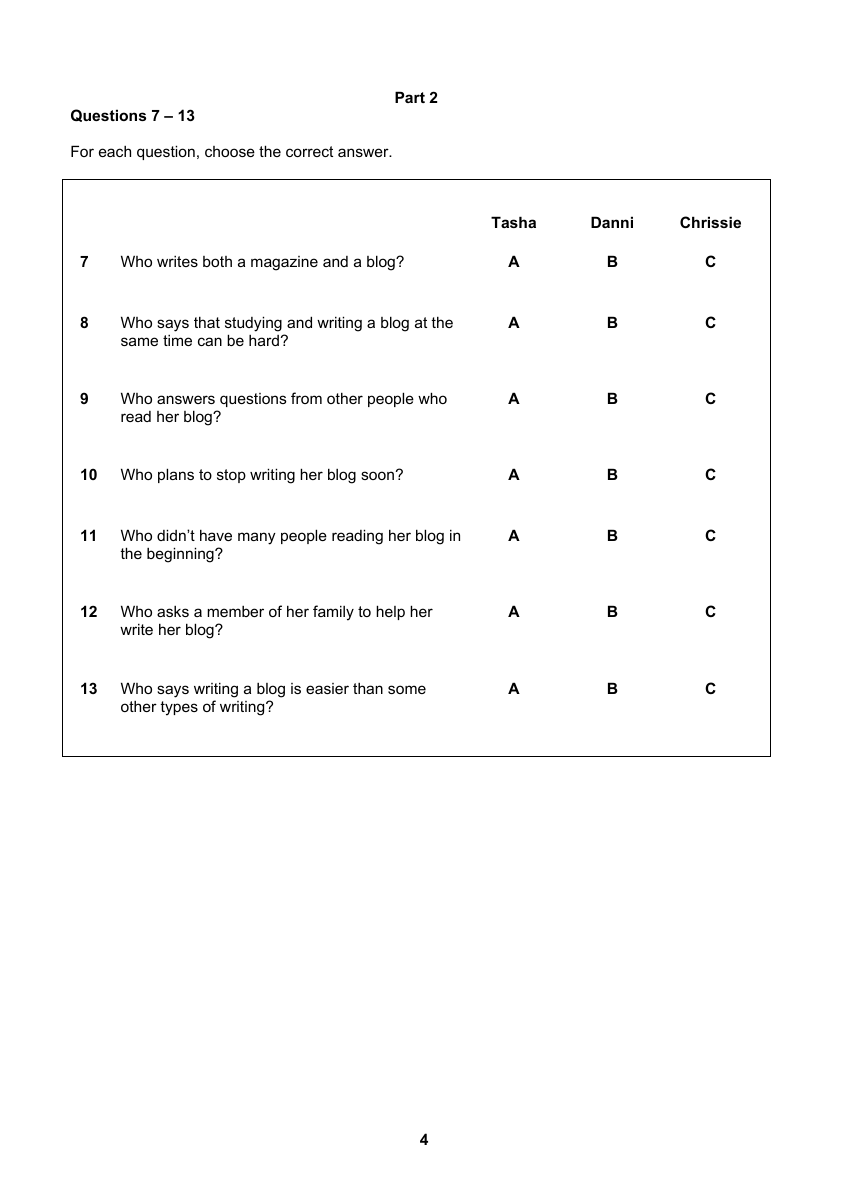 Part 2
Questions 7 – 13
For each question, choose the correct answer.
Tasha Danni Chrissie
7 Who writes both a magazine and a blog? A B C
8 Who says that studying and writing a blog at the A B C
same time can be hard?
9 Who answers questions from other people who A B C
read her blog?
10 Who plans to stop writing her blog soon? A B C
11 Who didn’t have many people reading her blog in A B C
the beginning?
12 Who asks a member of her family to help her A B C
write her blog?
13 Who says writing a blog is easier than some A B C
other types of writing?
4